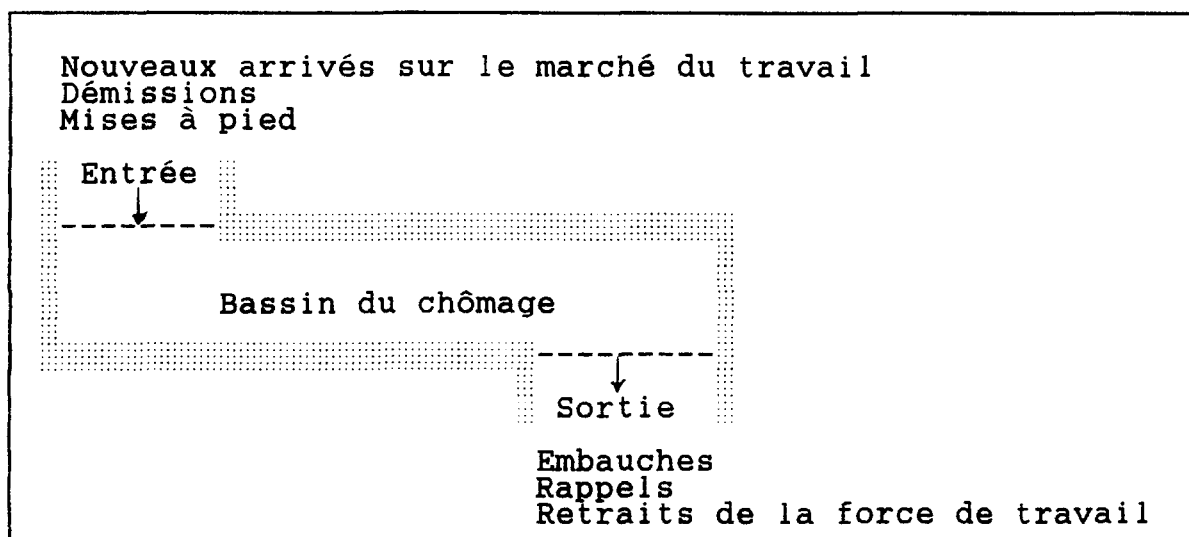 Nouveaux arrivés sur le marché du travail
Démissions
Mises à pied
Entrée
Bassin du chômage
Sortie
Embauches
Rappels
Retraits de la force de travail